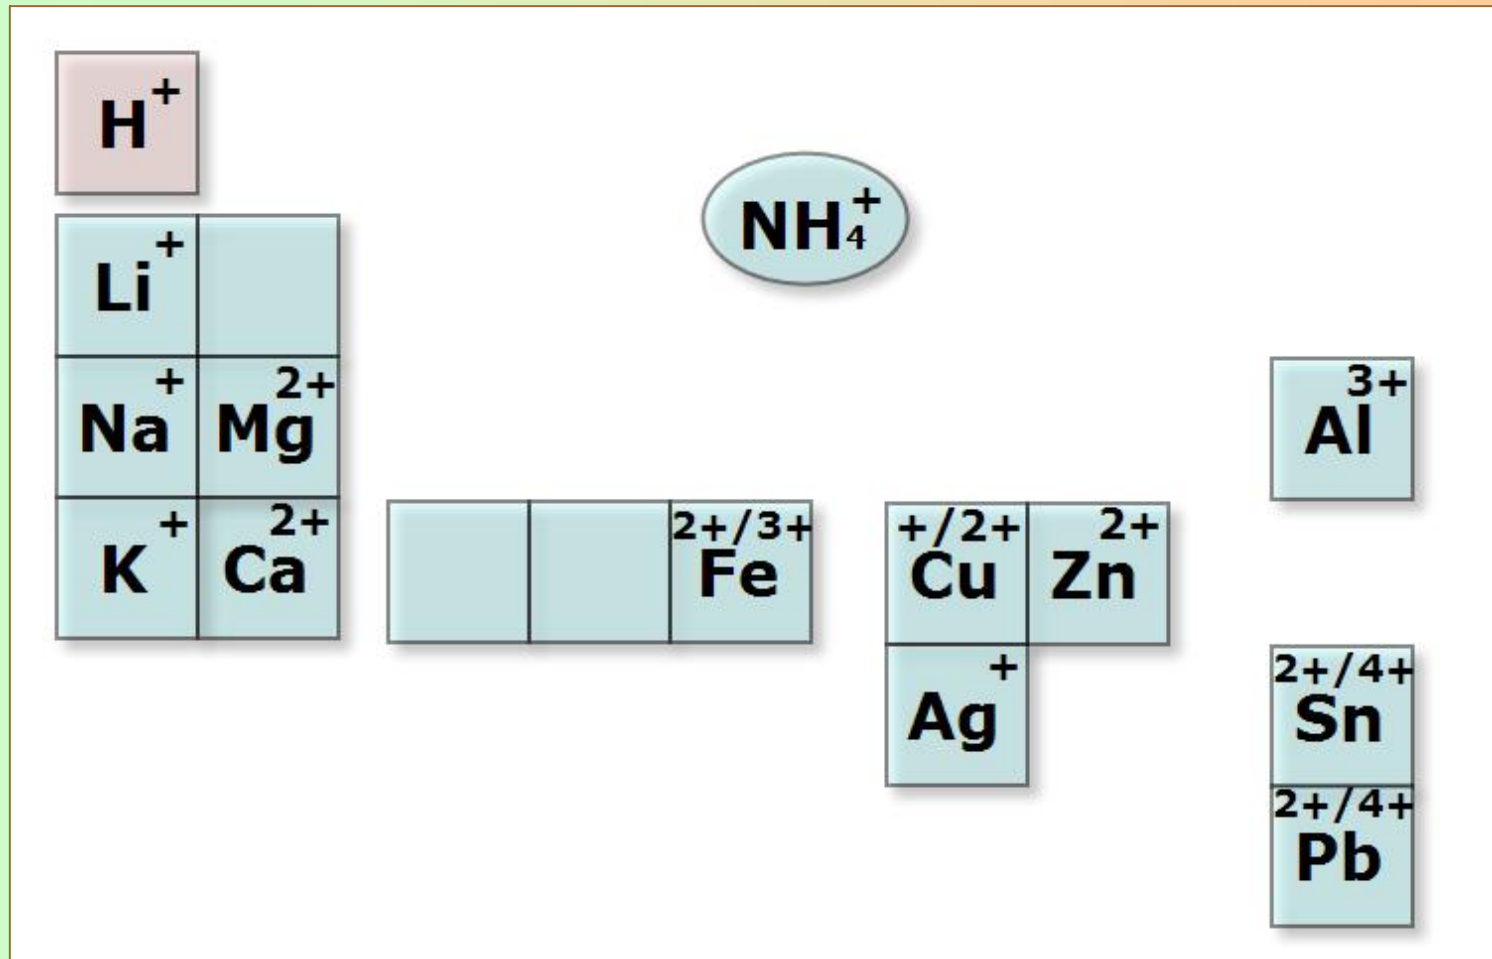 H+
NH4+
Li+
Na+ Mg2+
Al3+
K+ Ca2+ Fe2+/3+ Cu+/2+ Zn2+
Ag+ Sn2+/4+
Pb2+/4+